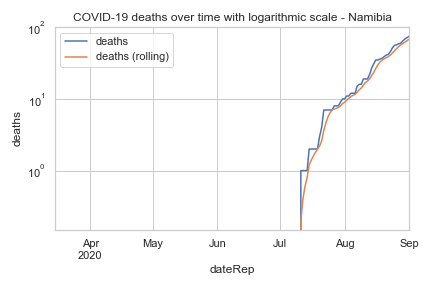 COVID-19 deaths over time with logarithmic scale - Namibia
10²
deaths
deaths (rolling)
10¹
10⁰
deaths
Apr
2020
May
Jun
Jul
Aug
Sep
dateRep